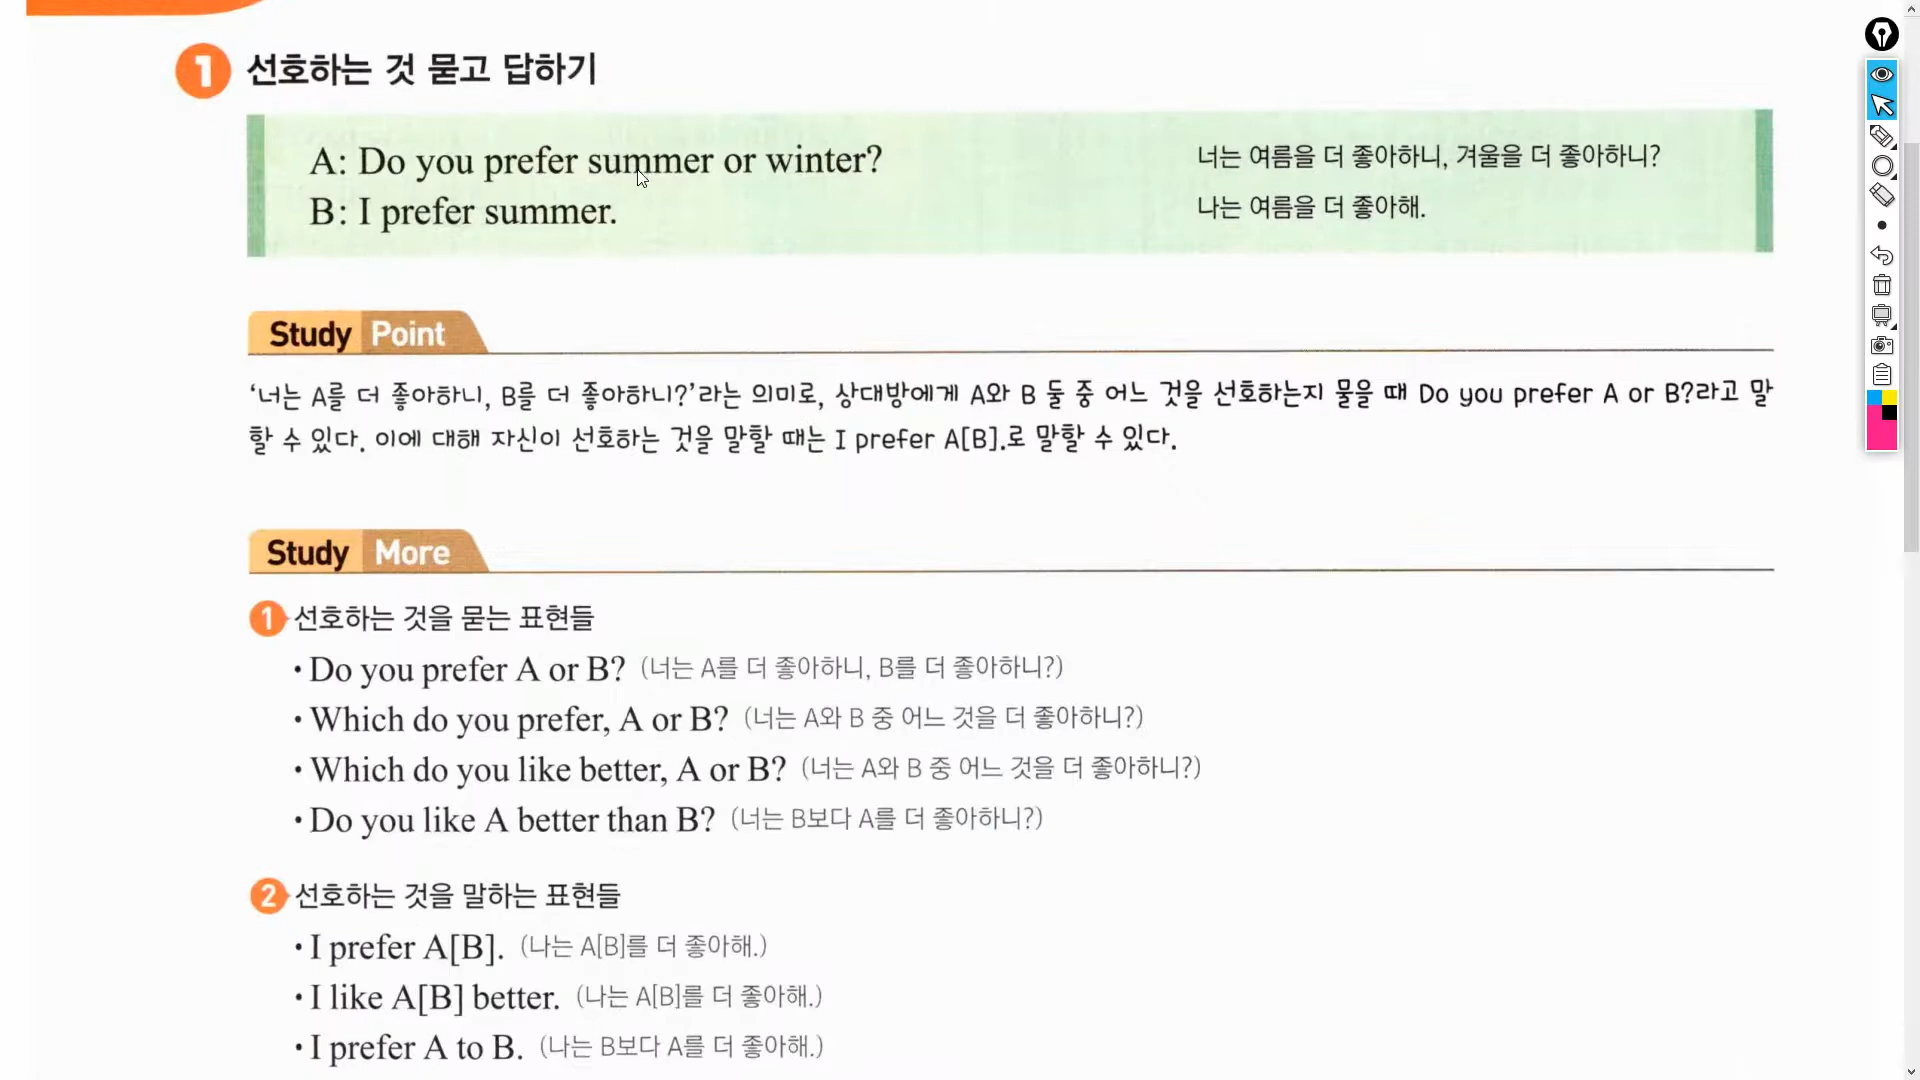 1 선호하는 것 묻고 답하기
A: Do you prefer summer or winter? 너는 여름을 더 좋아하니, 겨울을 더 좋아하니?
B: I prefer summer. 나는 여름을 더 좋아해.
Study Point
‘너는 A를 더 좋아하니, B를 더 좋아하니?’라는 의미로, 상대방에게 A와 B 둘 중 어느 것을 선호하는지 물을 때 Do you prefer A or B?라고 말
할 수 있다. 이에 대해 자신이 선호하는 것을 말할 때는 I prefer A[B].로 말할 수 있다.
Study More
1 선호하는 것을 묻는 표현들
• Do you prefer A or B? (너는 A를 더 좋아하니, B를 더 좋아하니?)
• Which do you prefer, A or B? (너는 A와 B 중 어느 것을 더 좋아하니?)
• Which do you like better, A or B? (너는 A와 B 중 어느 것을 더 좋아하니?)
• Do you like A better than B? (너는 B보다 A를 더 좋아하니?)
2 선호하는 것을 말하는 표현들
• I prefer A[B]. (나는 A[B]를 더 좋아해.)
• I like A[B] better. (나는 A[B]를 더 좋아해.)
• I prefer A to B. (나는 B보다 A를 더 좋아해.)